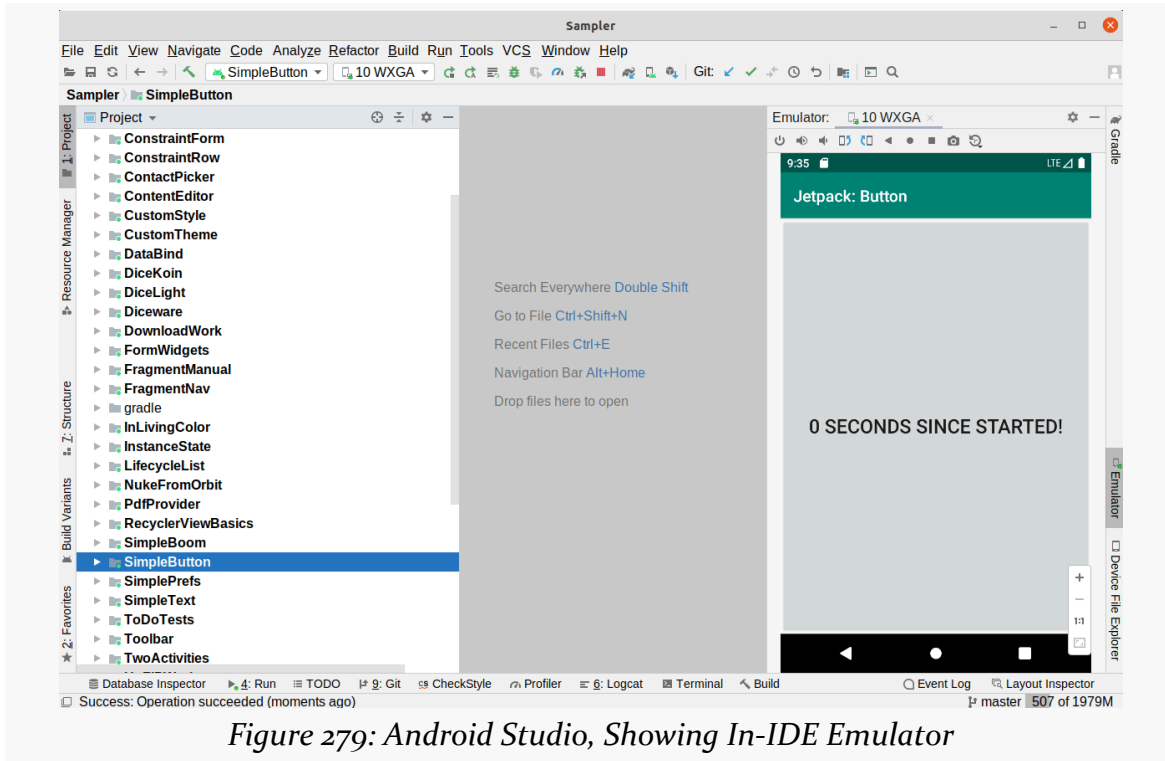 Sampler
File Edit View Navigate Code Analyze Refactor Build Run Tools VCS Window Help
SimpleButton 10 WXGA Git:
Sampler SimpleButton
1: Project
Resource Manager
Z: Structure
Build Variants
2: Favorites
Project
ConstraintForm
ConstraintRow
ContactPicker
ContentEditor
CustomStyle
CustomTheme
DataBind
DiceKoin
DiceLight
Diceware
DownloadWork
FormWidgets
FragmentManual
FragmentNav
gradle
InLivingColor
InstanceState
LifecycleList
NukeFromOrbit
PdfProvider
RecyclerViewBasics
SimpleBoom
SimpleButton
SimplePrefs
SimpleText
ToDoTests
Toolbar
TwoActivities
Search Everywhere Double Shift
Go to File Ctrl+Shift+N
Recent Files Ctrl+E
Navigation Bar Alt+Home
Drop files here to open
Emulator: 10 WXGA
9:35 LTE
Jetpack: Button
0 SECONDS SINCE STARTED!
1:1
Gradle
Emulator
Device File Explorer
Database Inspector 4: Run TODO 9: Git CheckStyle Profiler 6: Logcat Terminal Build Event Log Layout Inspector
Success: Operation succeeded (moments ago) master 507 of 1979M
Figure 279: Android Studio, Showing In-IDE Emulator